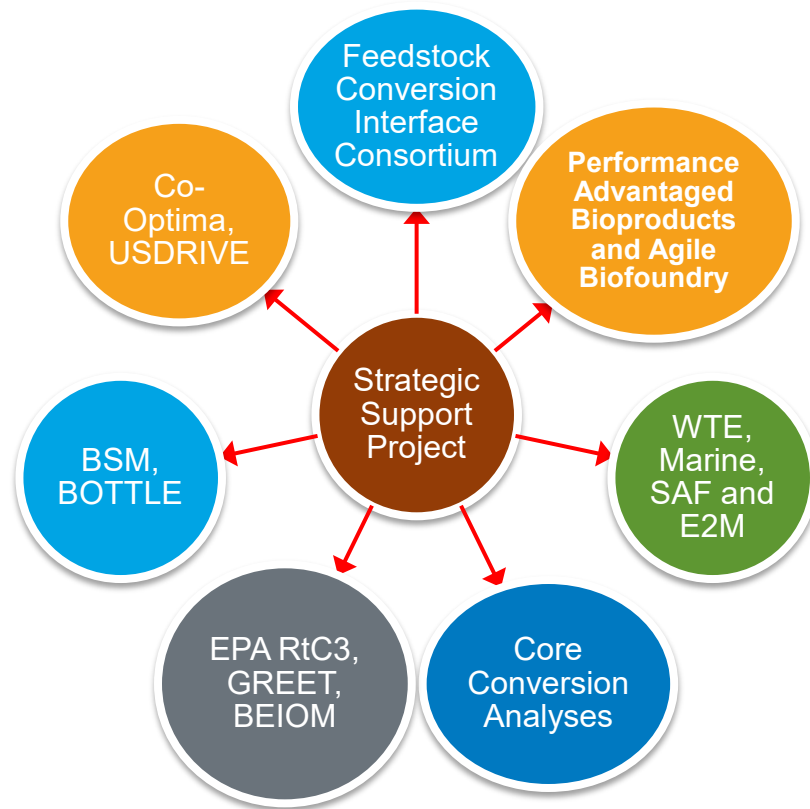 Feedstock
Conversion
Interface
Consortium
Performance
Advantaged
Bioproducts
and Agile
Biofoundry
Co-
Optima,
USDRIVE
Strategic
Support
Project
WTE,
Marine,
SAF and
E2M
BSM,
BOTTLE
EPA RtC3,
GREET,
BEIOM
Core
Conversion
Analyses